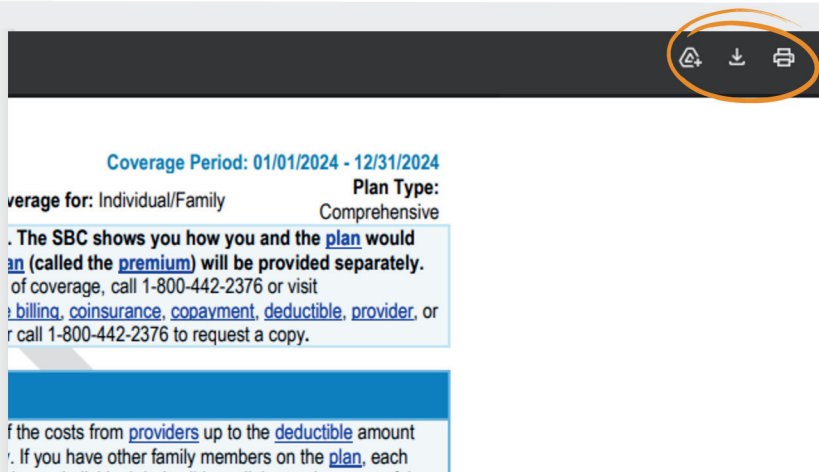 Coverage Period: 01/01/2024 - 12/31/2024
verage for: Individual/Family Plan Type:
Comprehensive
. The SBC shows you how you and the plan would
an (called the premium) will be provided separately.
of coverage, call 1-800-442-2376 or visit
billing, coinsurance, copayment, deductible, provider, or
r call 1-800-442-2376 to request a copy.
f the costs from providers up to the deductible amount
. If you have other family members on the plan, each